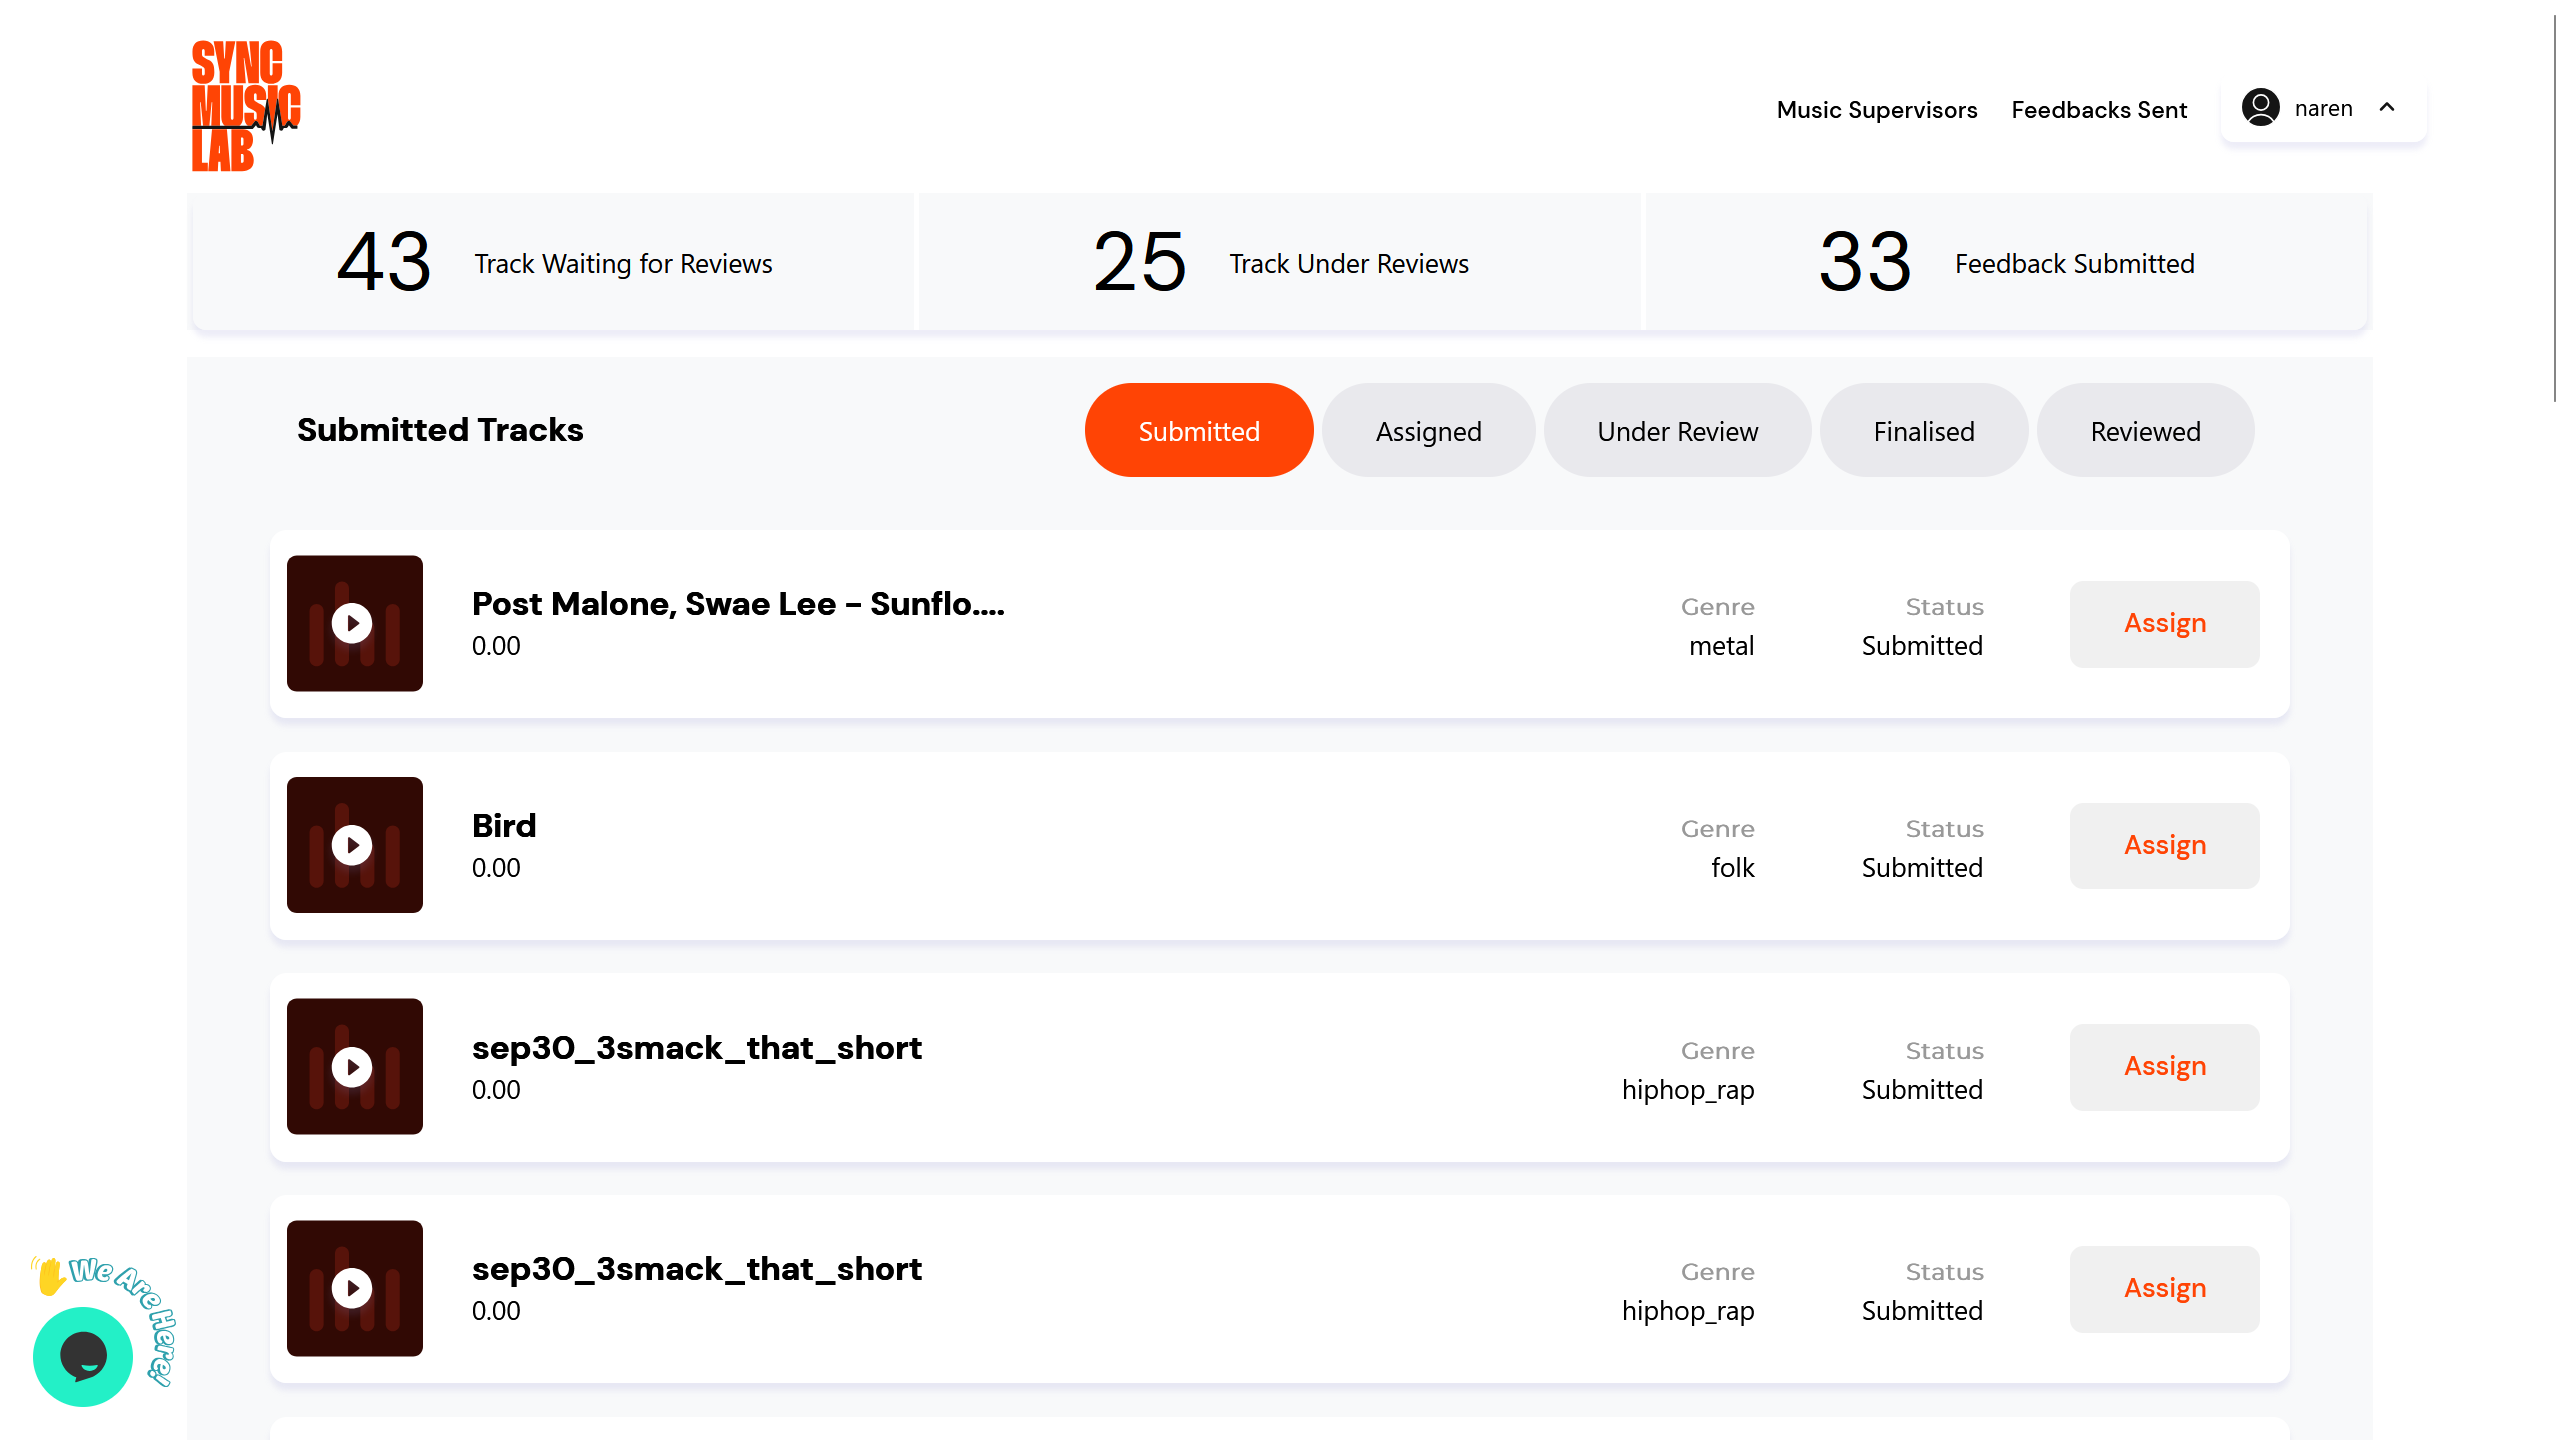 SYNC
MUSIC
LAB
Music Supervisors
Feedbacks Sent
naren
43 Track Waiting for Reviews
25 Track Under Reviews
33 Feedback Submitted
Submitted Tracks
Submitted
Assigned
Under Review
Finalised
Reviewed
Post Malone, Swae Lee - Sunflo....
0.00
Genre
metal
Status
Submitted
Assign
Bird
0.00
Genre
folk
Status
Submitted
Assign
sep30_3smack_that_short
0.00
Genre
hiphop_rap
Status
Submitted
Assign
sep30_3smack_that_short
0.00
Genre
hiphop_rap
Status
Submitted
Assign
We Are Here!